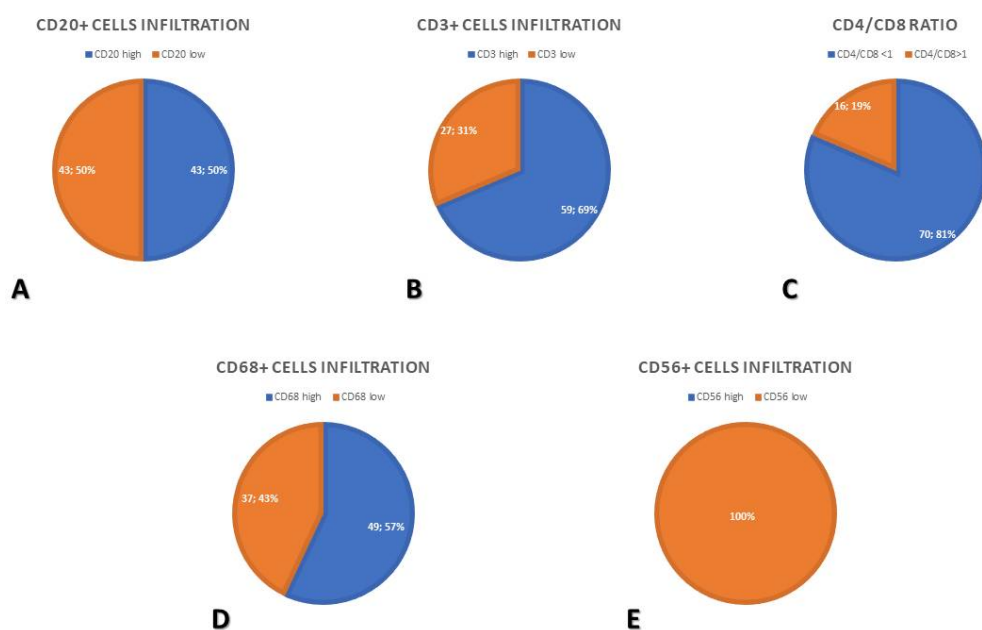 CD20+ CELLS INFILTRATION
CD20 high CD20 low
43; 50%
43; 50%
A
CD3+ CELLS INFILTRATION
CD3 high CD3 low
27; 31%
59; 69%
B
CD4/CD8 RATIO
CD4/CD8 <1 CD4/CD8>1
16; 19%
70; 81%
C
CD68+ CELLS INFILTRATION
CD68 high CD68 low
37; 43%
49; 57%
D
CD56+ CELLS INFILTRATION
CD56 high CD56 low
100%
E